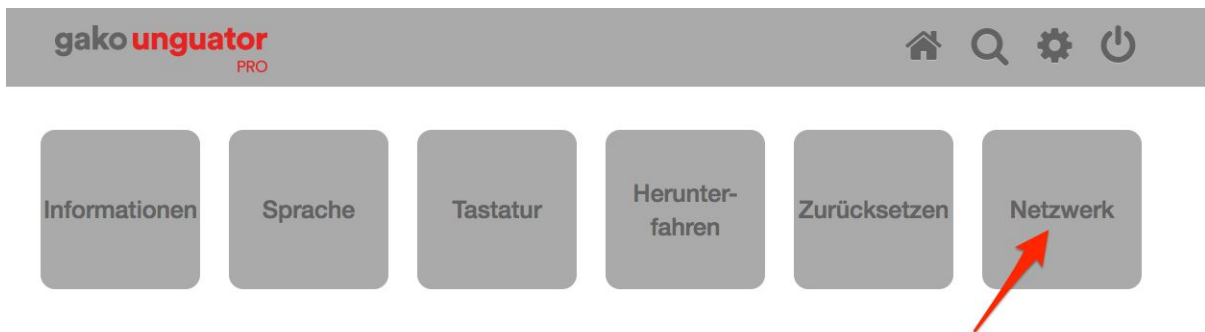 gako unguator
PRO
Informationen
Sprache
Tastatur
Herunter-
fahren
Zurücksetzen
Netzwerk